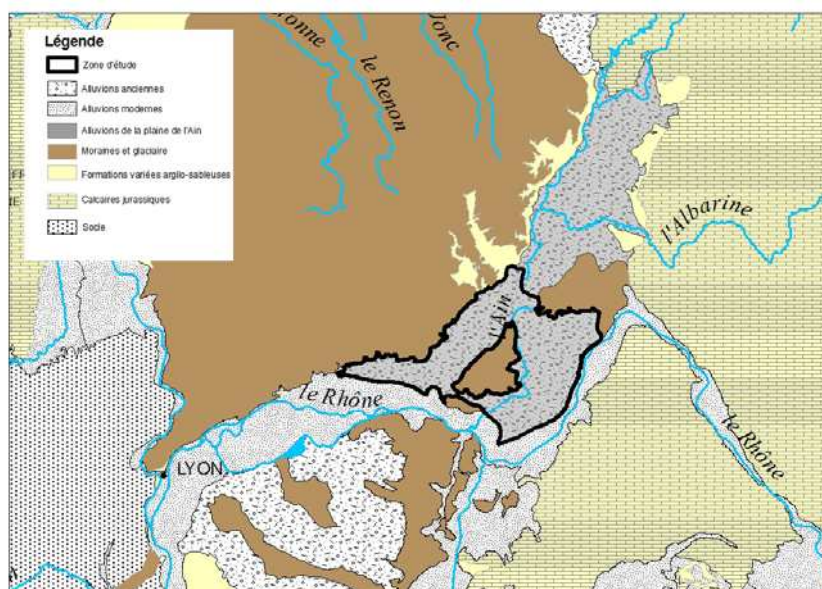 Légende
Zone d'étude
Alluvions anciennes
Alluvions modernes
Alluvions de la plaine de l'Ain
Moraines et glaciaire
Formations variées argilo-sableuses
Calcaires jurassiques
Socle
le Renon
l'Albarine
l'Ain
le Rhône
le Rhône
LYON